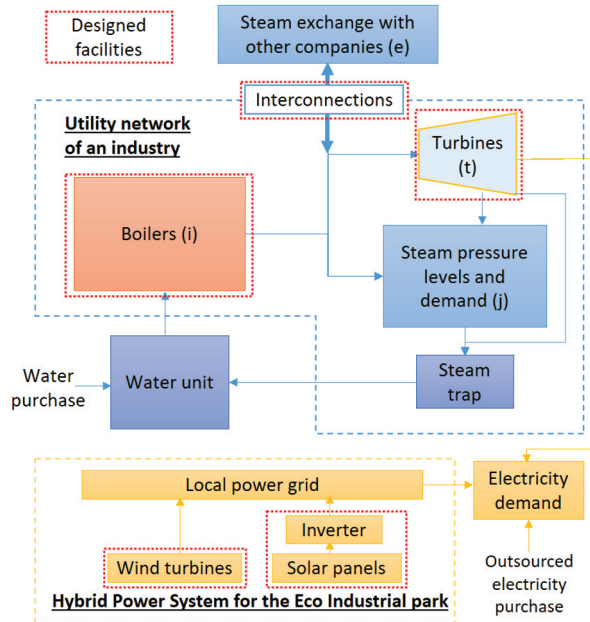 Designed
facilities
Steam exchange with
other companies (e)
Interconnections
Utility network
of an industry
Turbines
(t)
Boilers (i)
Steam pressure
levels and
demand (j)
Water
purchase
Water unit
Steam
trap
Local power grid
Electricity
demand
Inverter
Wind turbines
Solar panels
Outsourced
electricity
purchase
Hybrid Power System for the Eco Industrial park